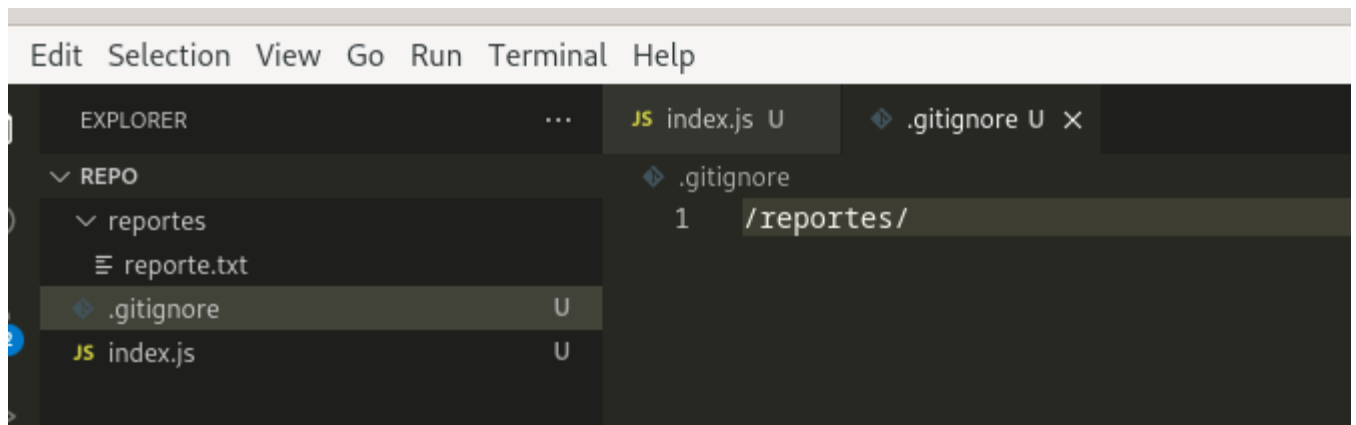 Edit Selection View Go Run Terminal Help
EXPLORER ...
JS index.js U .gitignore U ×
REPO
.gitignore
reportes
1 /reportes/
reporte.txt
.gitignore U
2
JS index.js U